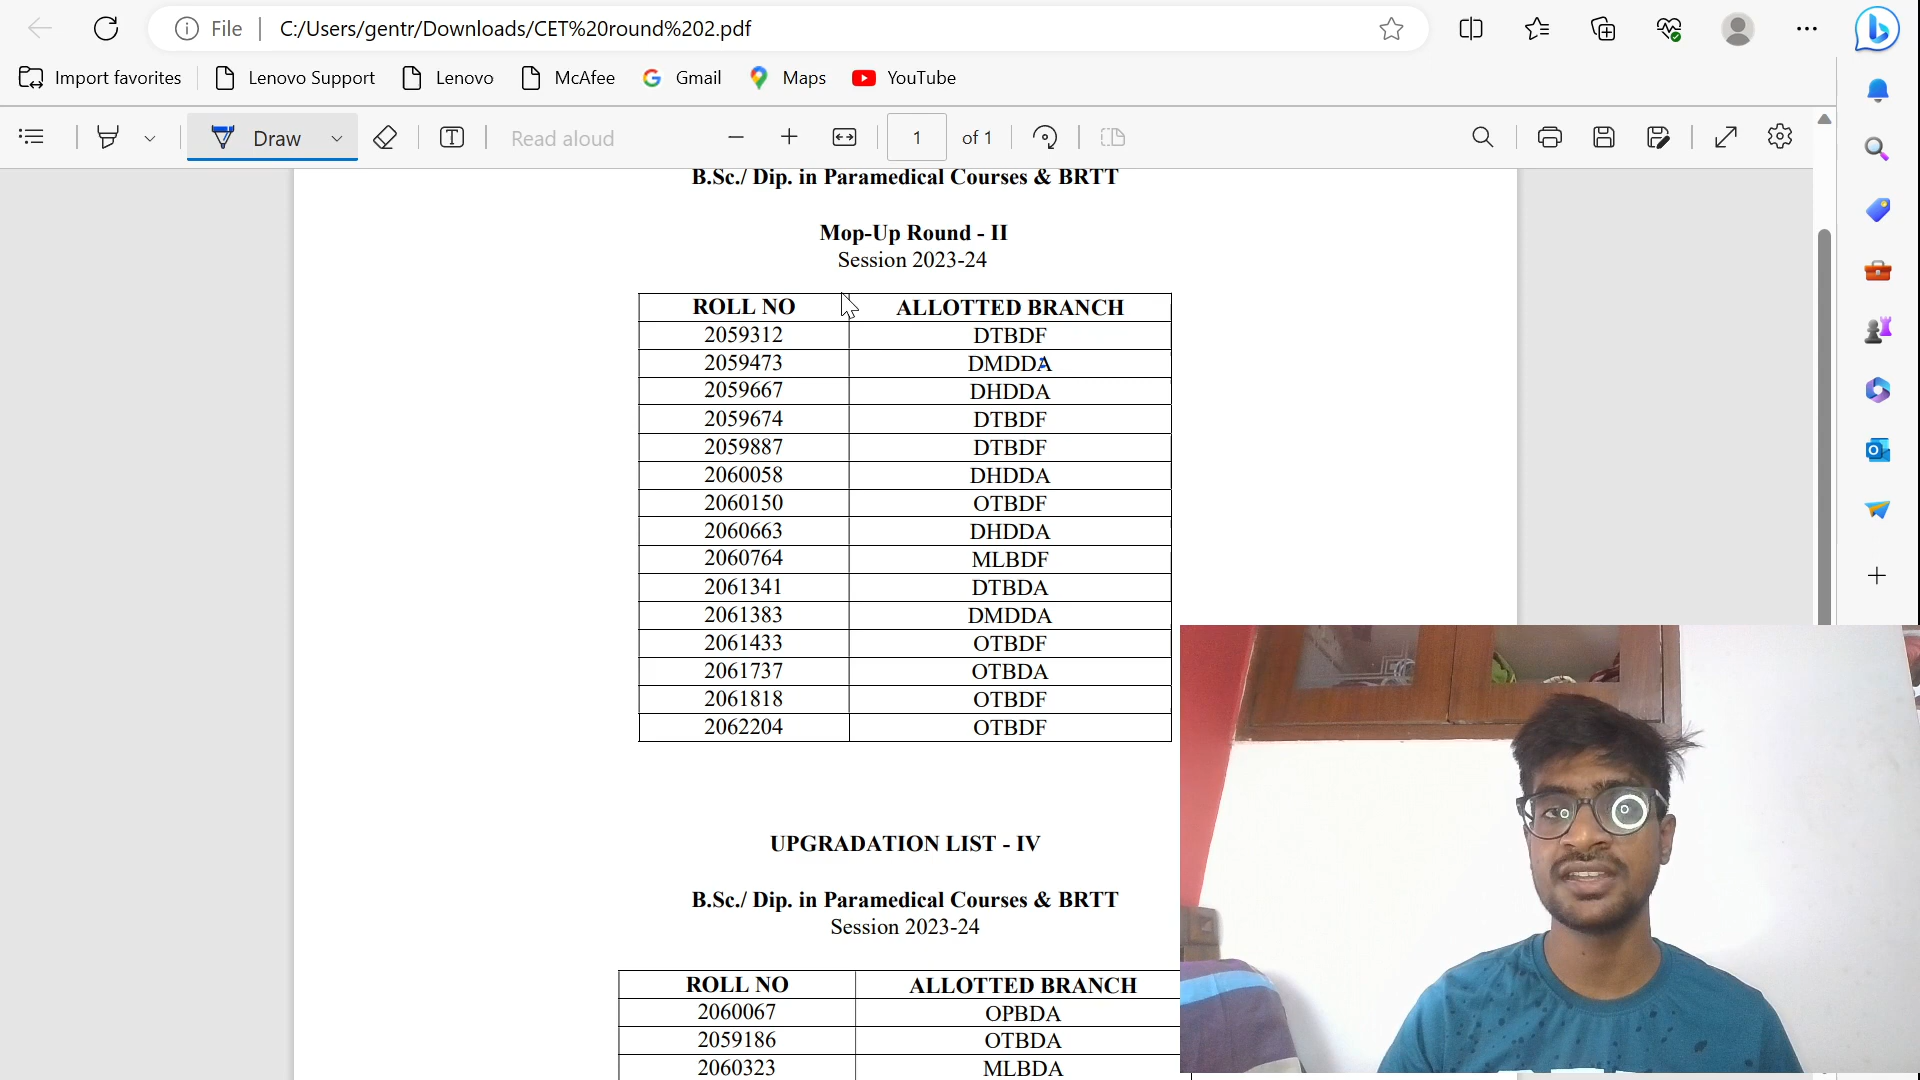 File C:/Users/gentr/Downloads/CET%20round%202.pdf
Import favorites Lenovo Support Lenovo McAfee Gmail Maps YouTube
Draw Read aloud 1 of 1
B.Sc./ Dip. in Paramedical Courses & BRTT
Mop-Up Round - II
Session 2023-24
ROLL NO ALLOTTED BRANCH
2059312 DTBDF
2059473 DMDDA
2059667 DHDDA
2059674 DTBDF
2059887 DTBDF
2060058 DHDDA
2060150 OTBDF
2060663 DHDDA
2060764 MLBDF
2061341 DTBDA
2061383 DMDDA
2061433 OTBDF
2061737 OTBDA
2061818 OTBDF
2062204 OTBDF
UPGRADATION LIST - IV
B.Sc./ Dip. in Paramedical Courses & BRTT
Session 2023-24
ROLL NO ALLOTTED BRANCH
2060067 OPBDA
2059186 OTBDA
2060323 MLBDA